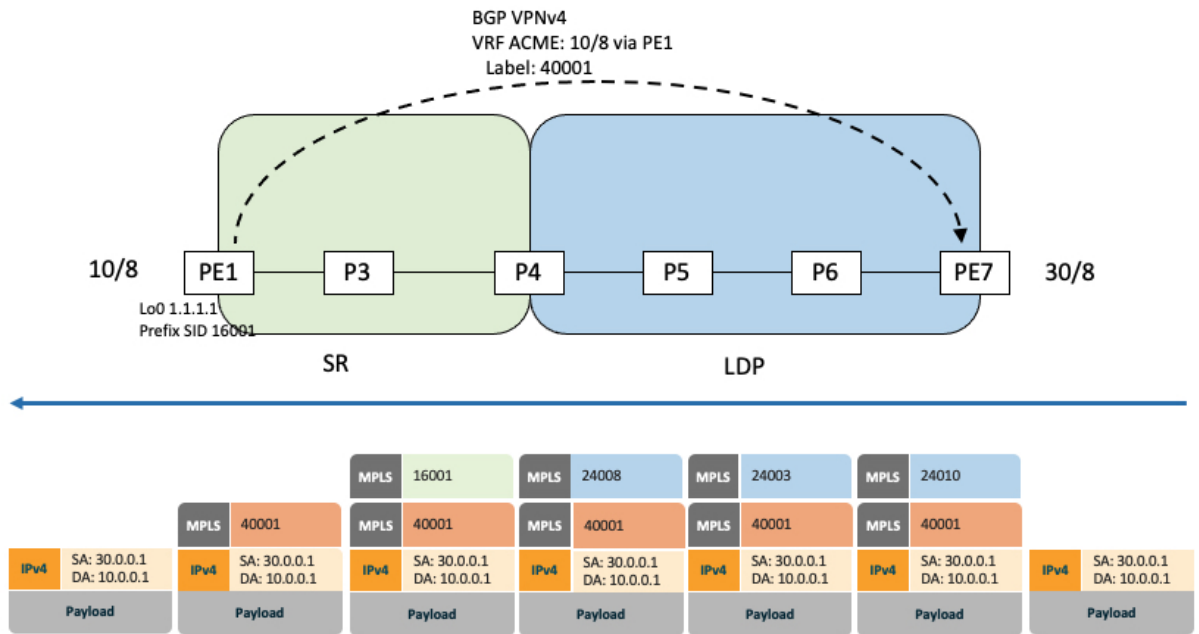 BGP VPNv4
VRF ACME: 10/8 via PE1
Label: 40001
10/8
PE1
P3
P4
P5
P6
PE7
30/8
Lo0 1.1.1.1
Prefix SID 16001
SR
LDP
MPLS 16001
MPLS 24008
MPLS 24003
MPLS 24010
MPLS 40001
MPLS 40001
MPLS 40001
MPLS 40001
MPLS 40001
IPv4
SA: 30.0.0.1
DA: 10.0.0.1
IPv4
SA: 30.0.0.1
DA: 10.0.0.1
IPv4
SA: 30.0.0.1
DA: 10.0.0.1
IPv4
SA: 30.0.0.1
DA: 10.0.0.1
IPv4
SA: 30.0.0.1
DA: 10.0.0.1
IPv4
SA: 30.0.0.1
DA: 10.0.0.1
IPv4
SA: 30.0.0.1
DA: 10.0.0.1
Payload
Payload
Payload
Payload
Payload
Payload
Payload